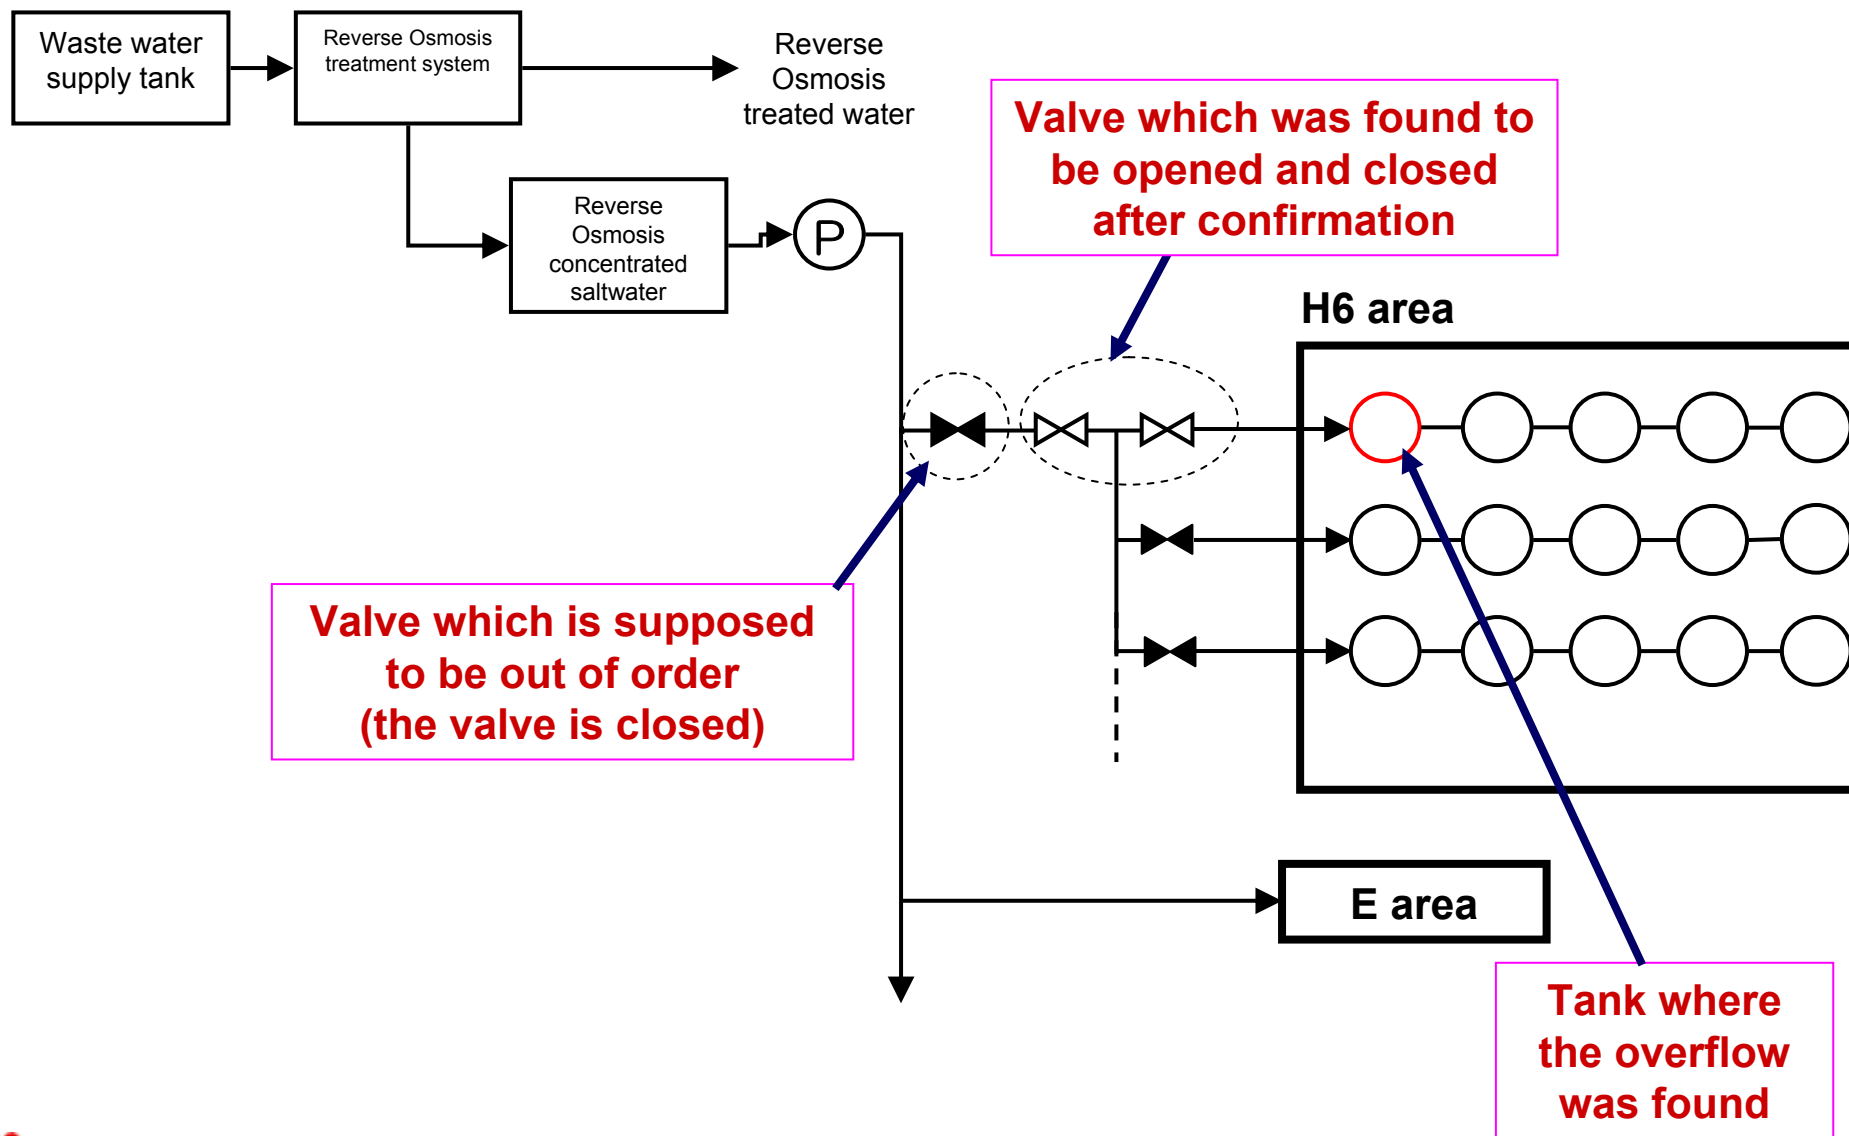 Waste water
supply tank
Reverse Osmosis
treatment system
Reverse
Osmosis
treated water
Reverse
Osmosis
concentrated
saltwater
P
Valve which was found to
be opened and closed
after confirmation
H6 area
Valve which is supposed
to be out of order
(the valve is closed)
E area
Tank where
the overflow
was found